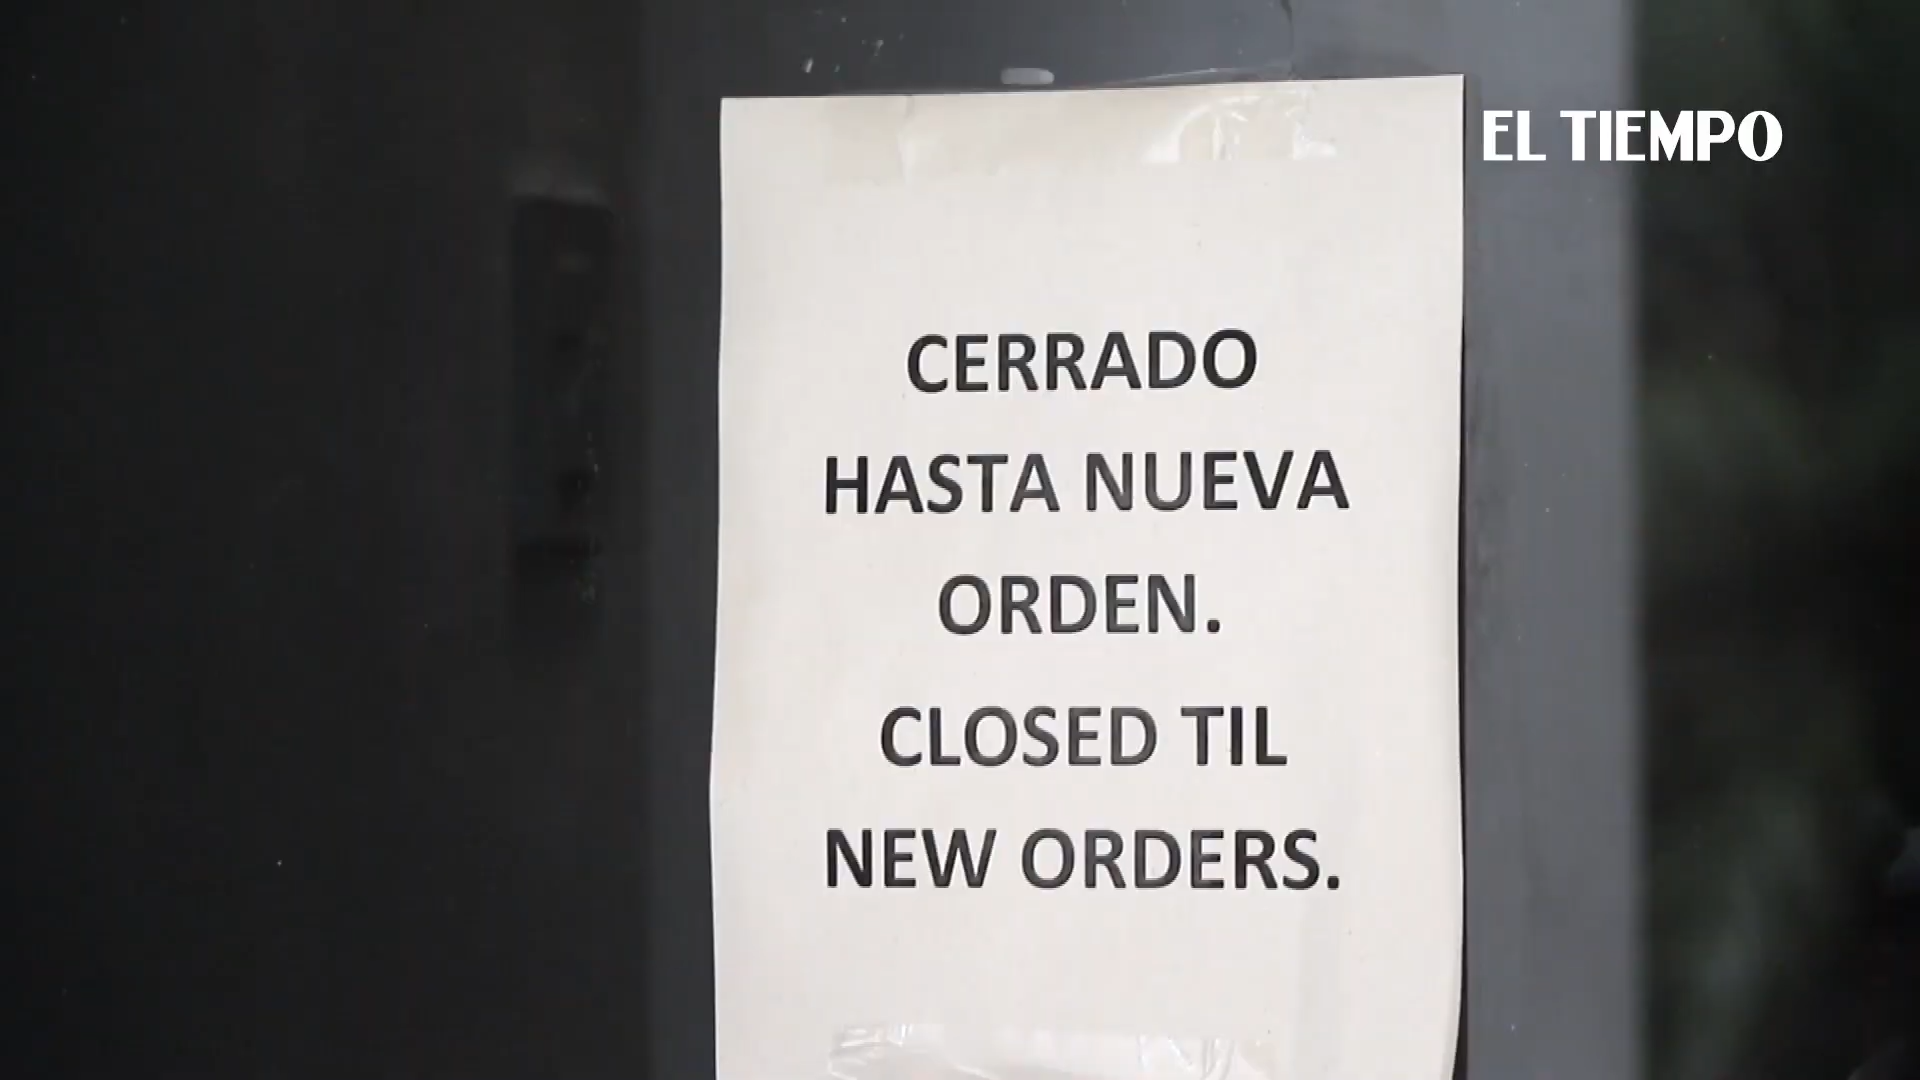 EL TIEMPO
CERRADO
HASTA NUEVA
ORDEN.
CLOSED TIL
NEW ORDERS.